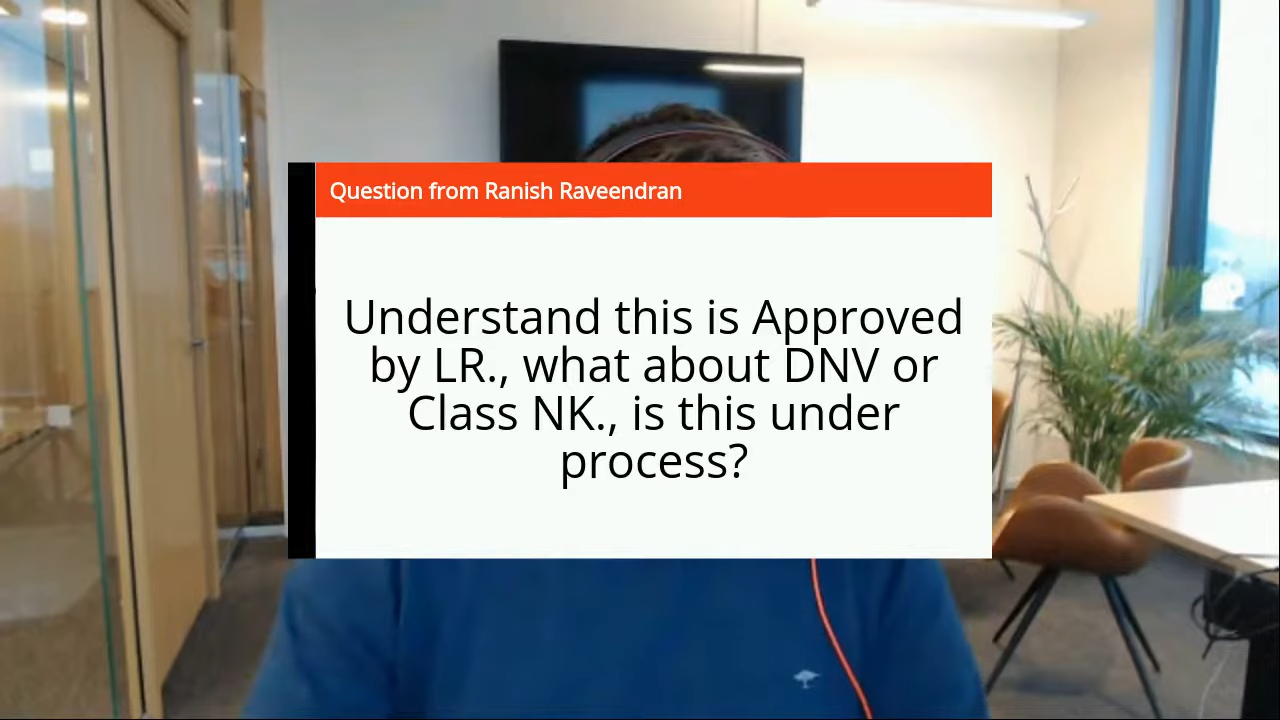 Question from Ranish Raveendran
Understand this is Approved
by LR., what about DNV or
Class NK., is this under
process?